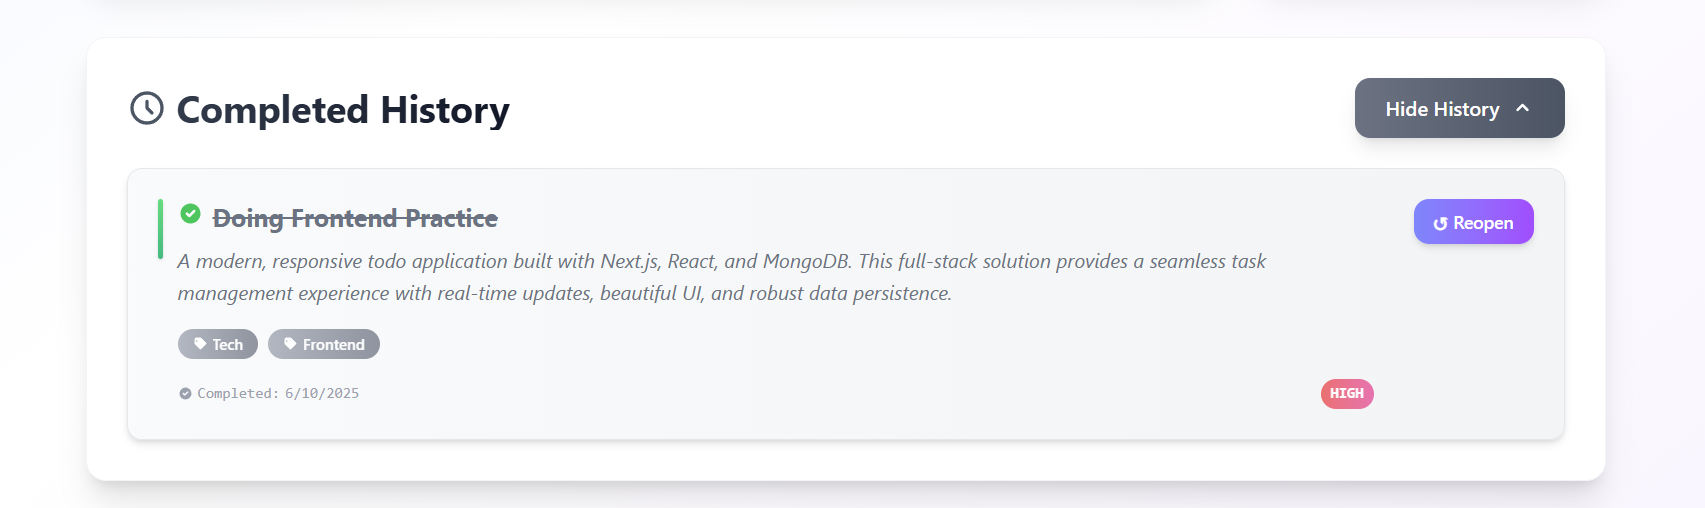 Completed History
Hide History
Doing Frontend Practice
Reopen
A modern, responsive todo application built with Next.js, React, and MongoDB. This full-stack solution provides a seamless task
management experience with real-time updates, beautiful UI, and robust data persistence.
Tech Frontend
Completed: 6/10/2025
HIGH